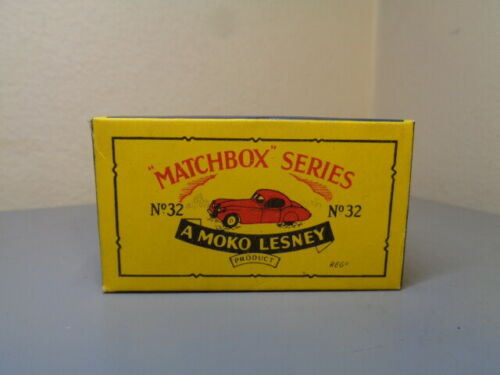 "MATCHBOX" SERIES
Nº32 Nº32
A MOKO LESNEY
PRODUCT
REGD